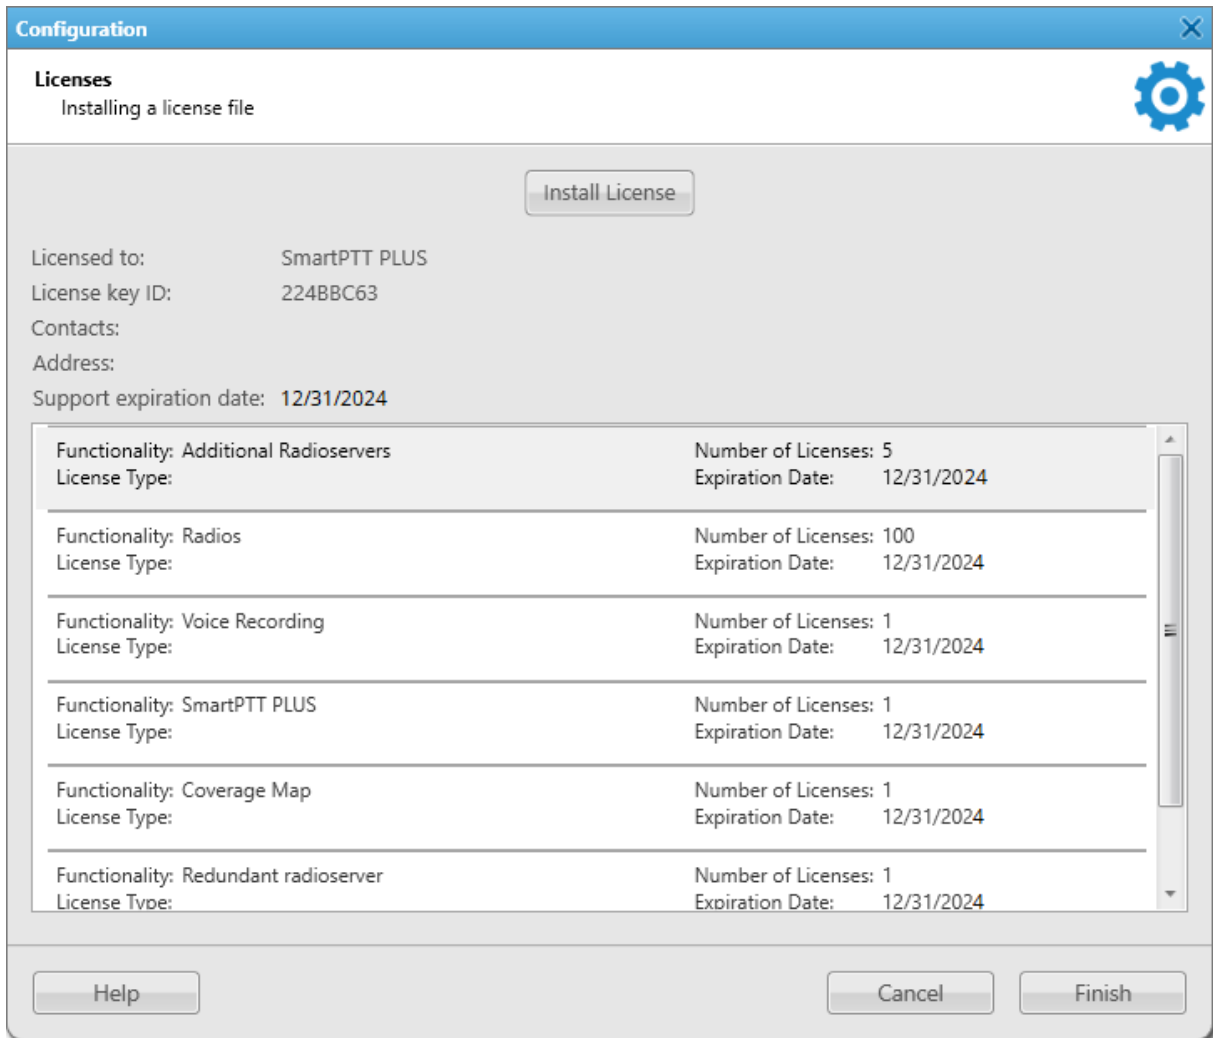 Configuration
Licenses
Installing a license file
Install License
Licensed to: SmartPTT PLUS
License key ID: 224BBC63
Contacts:
Address:
Support expiration date: 12/31/2024
Functionality: Additional Radioservers Number of Licenses: 5
License Type: Expiration Date: 12/31/2024
Functionality: Radios Number of Licenses: 100
License Type: Expiration Date: 12/31/2024
Functionality: Voice Recording Number of Licenses: 1
License Type: Expiration Date: 12/31/2024
Functionality: SmartPTT PLUS Number of Licenses: 1
License Type: Expiration Date: 12/31/2024
Functionality: Coverage Map Number of Licenses: 1
License Type: Expiration Date: 12/31/2024
Functionality: Redundant radioserver Number of Licenses: 1
License Type: Expiration Date: 12/31/2024
Help Cancel Finish